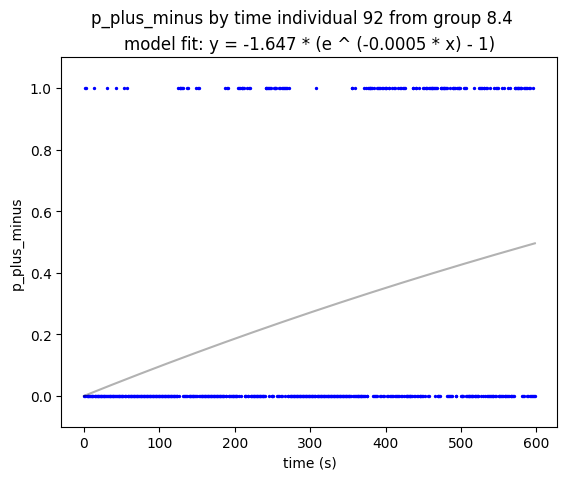 p_plus_minus by time individual 92 from group 8.4
model fit: y = -1.647 * (e ^ (-0.0005 * x) - 1)
1.0
0.8
0.6
0.4
0.2
0.0
p_plus_minus
0 100 200 300 400 500 600
time (s)